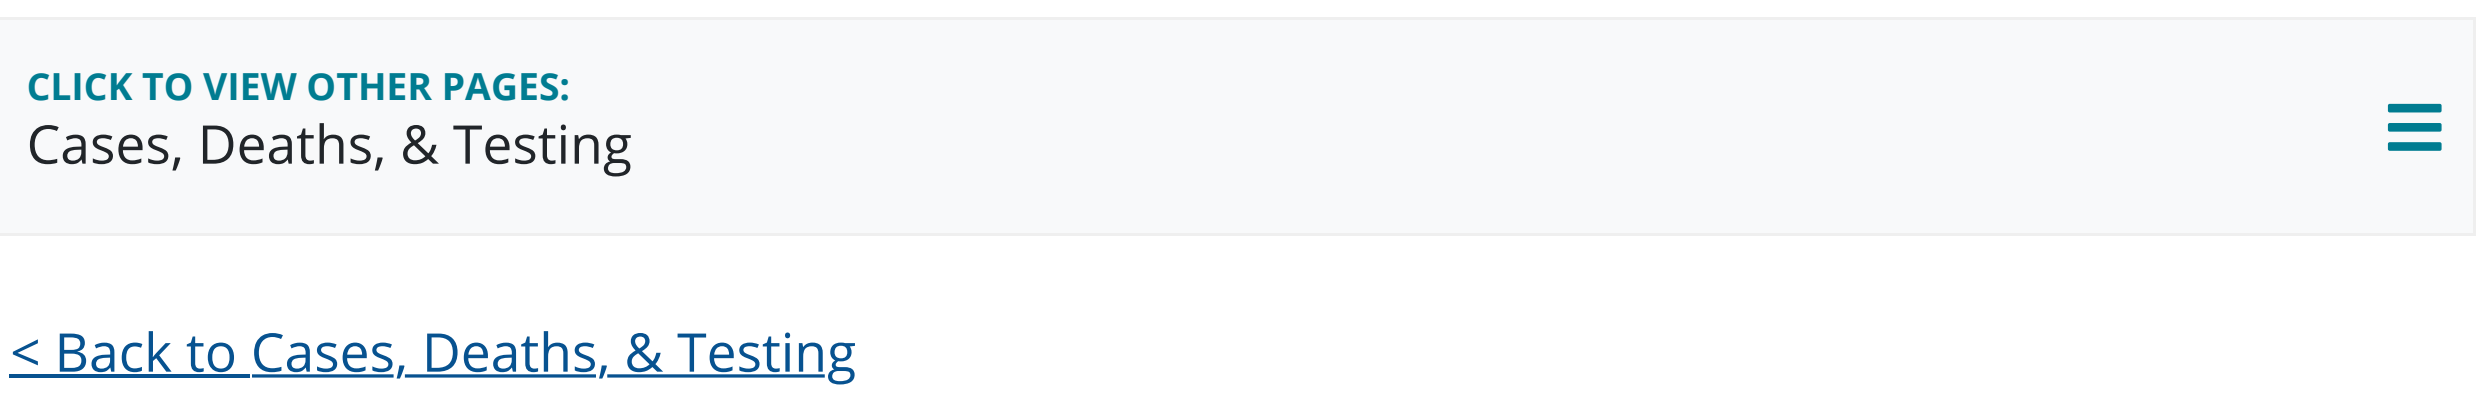 CLICK TO VIEW OTHER PAGES:
Cases, Deaths, & Testing
< Back to Cases, Deaths, & Testing